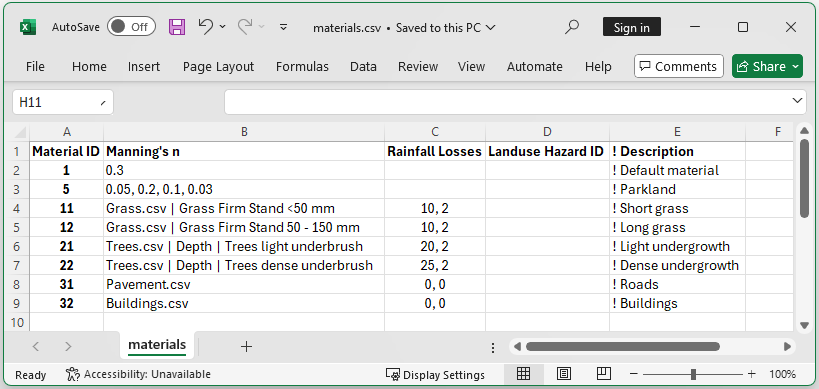 AutoSave Off materials.csv • Saved to this PC Sign in
File Home Insert Page Layout Formulas Data Review View Automate Help Comments Share
H11
A B C D E F
1 Material ID Manning's n Rainfall Losses Landuse Hazard ID ! Description
2 1 0.3 ! Default material
3 5 0.05, 0.2, 0.1, 0.03 ! Parkland
4 11 Grass.csv | Grass Firm Stand <50 mm 10, 2 ! Short grass
5 12 Grass.csv | Grass Firm Stand 50 - 150 mm 10, 2 ! Long grass
6 21 Trees.csv | Depth | Trees light underbrush 20, 2 ! Light undergrowth
7 22 Trees.csv | Depth | Trees dense underbrush 25, 2 ! Dense undergrowth
8 31 Pavement.csv 0, 0 ! Roads
9 32 Buildings.csv 0, 0 ! Buildings
10
materials
Ready Accessibility: Unavailable Display Settings 100%